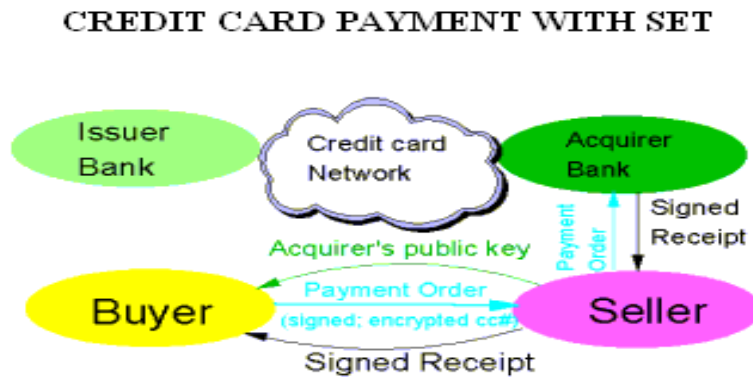 CREDIT CARD PAYMENT WITH SET
Issuer
Bank
Credit card
Network
Acquirer
Bank
Payment
Order
Signed
Receipt
Acquirer's public key
Buyer
Payment Order
(signed; encrypted cc#)
Seller
Signed Receipt